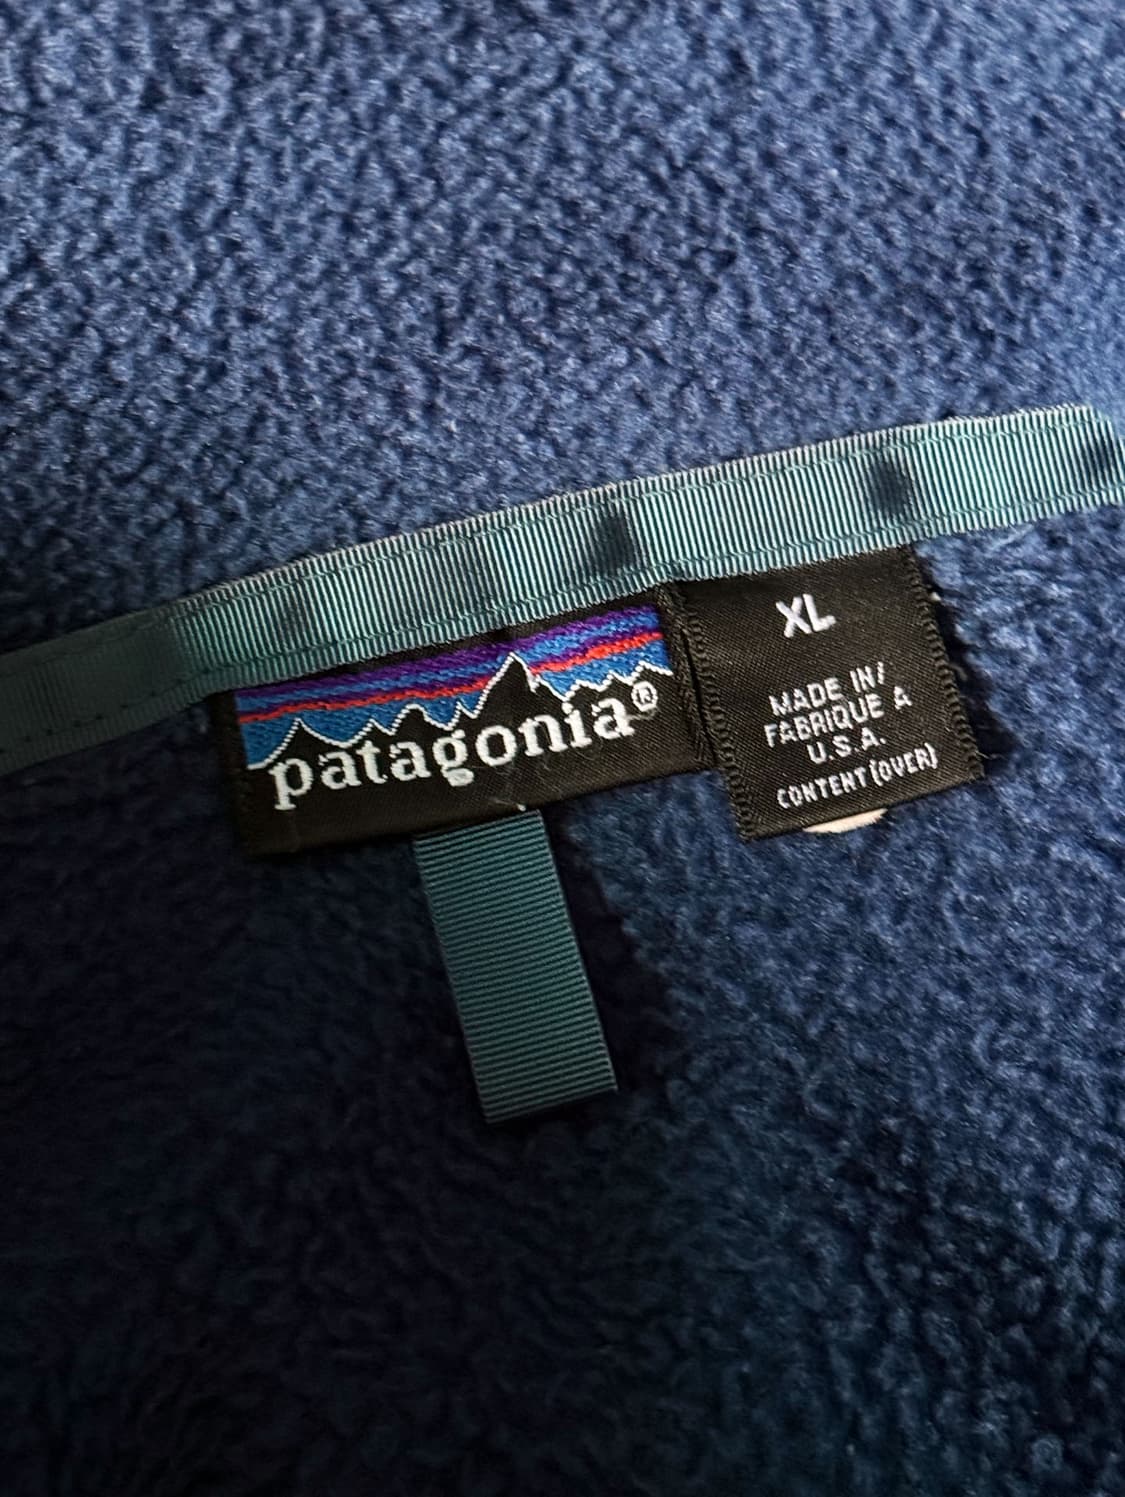 patagonia®
XL
MADE IN/
FABRIQUE A
U.S.A.
CONTENT (OVER)